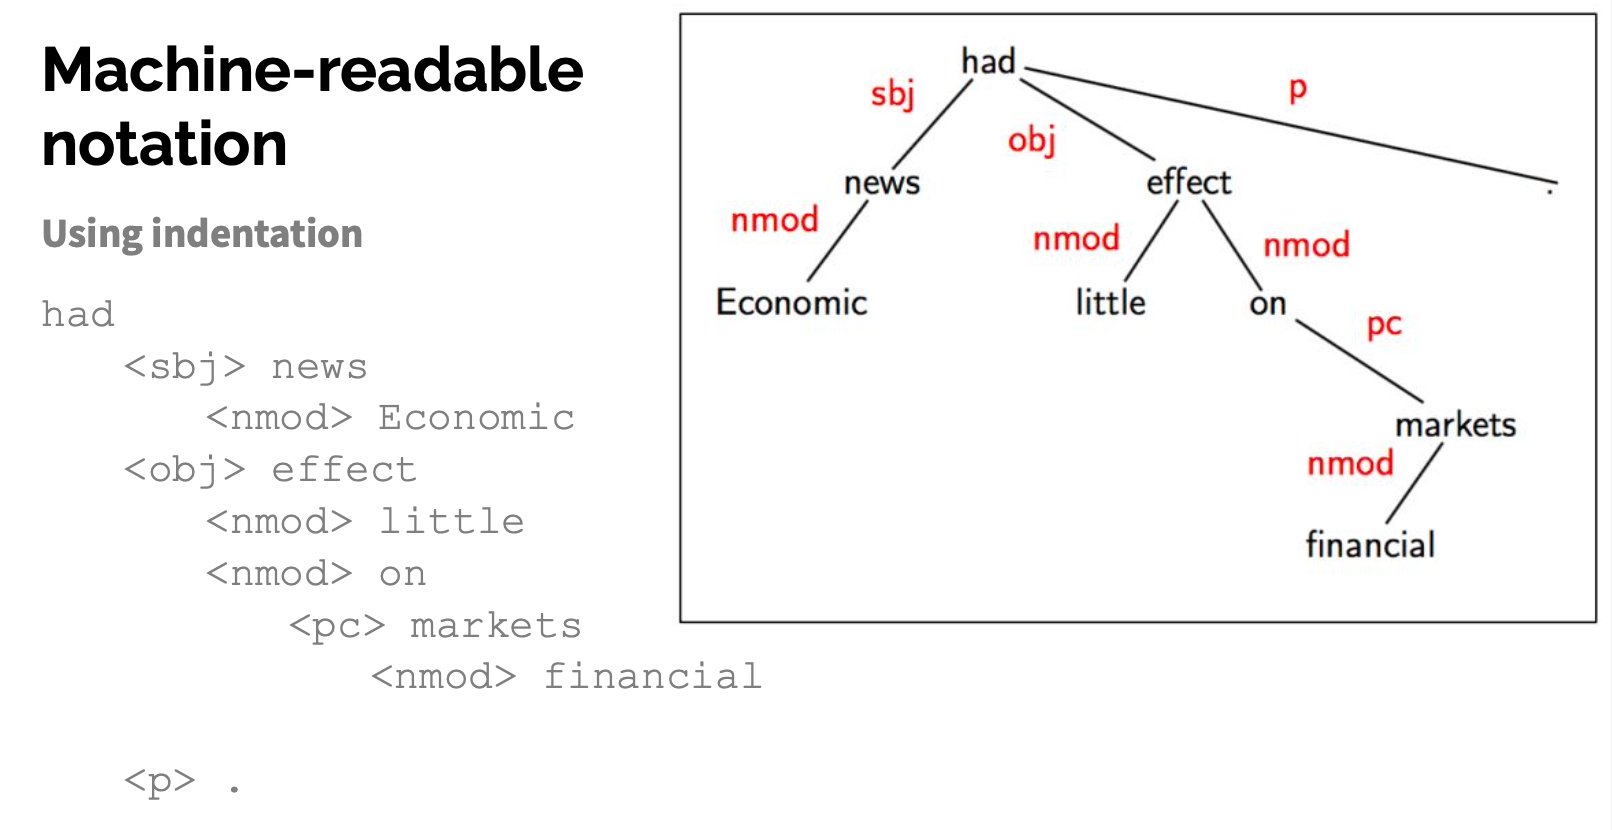 Machine-readable
notation
Using indentation
had
<sbj> news
<nmod> Economic
<obj> effect
<nmod> little
<nmod> on
<pc> markets
<nmod> financial
<p> .
had
sbj
p
obj
news
effect
.
nmod
nmod
nmod
Economic
little
on
pc
markets
nmod
financial